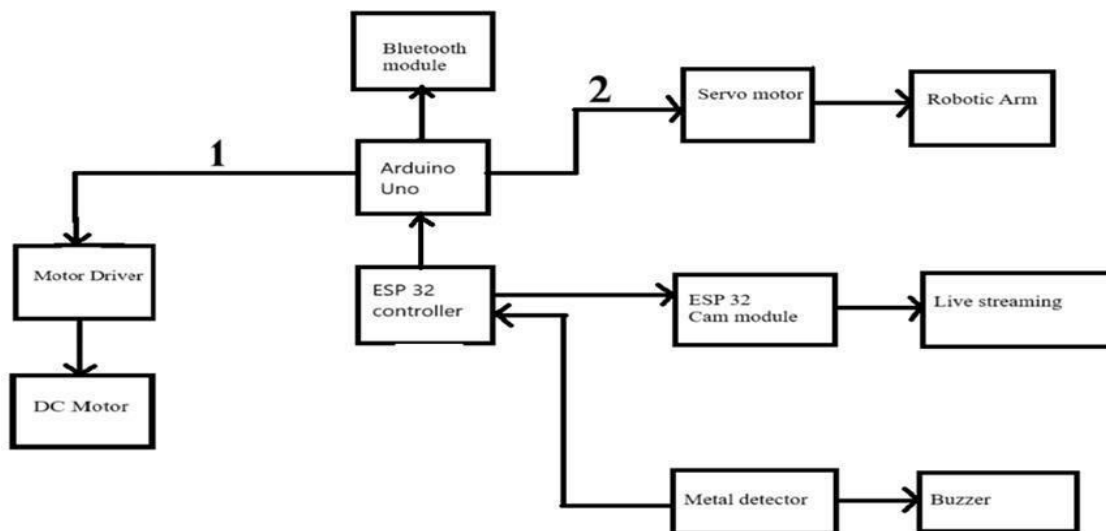 Bluetooth
module
2
Servo motor
Robotic Arm
1
Arduino
Uno
Motor Driver
ESP 32
controller
ESP 32
Cam module
Live streaming
DC Motor
Metal detector
Buzzer